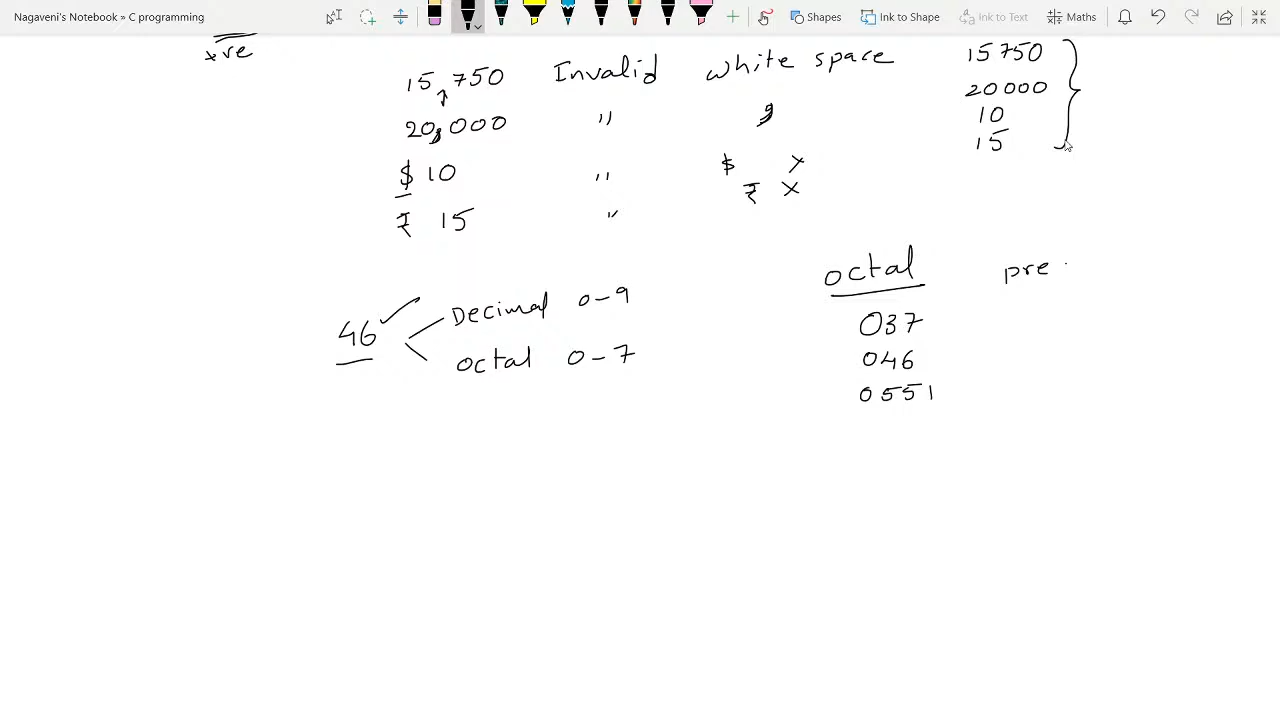 Nagaveni's Notebook » C programming
Shapes Ink to Shape Ink to Text Maths
+ve
15,750 Invalid white space 15750
20,000 " , 20000
$ 10 " $ x 10
₹ 15 " ₹ x 15
octal pre
46 Decimal 0-9 037
octal 0-7 046
0551